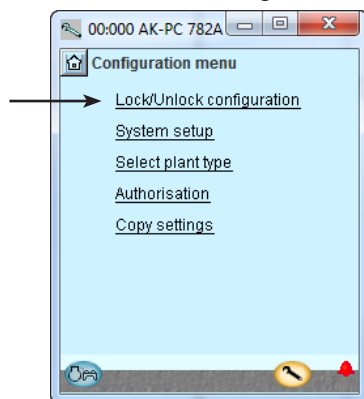 00:000 AK-PC 782A
Configuration menu
Lock/Unlock configuration
System setup
Select plant type
Authorisation
Copy settings